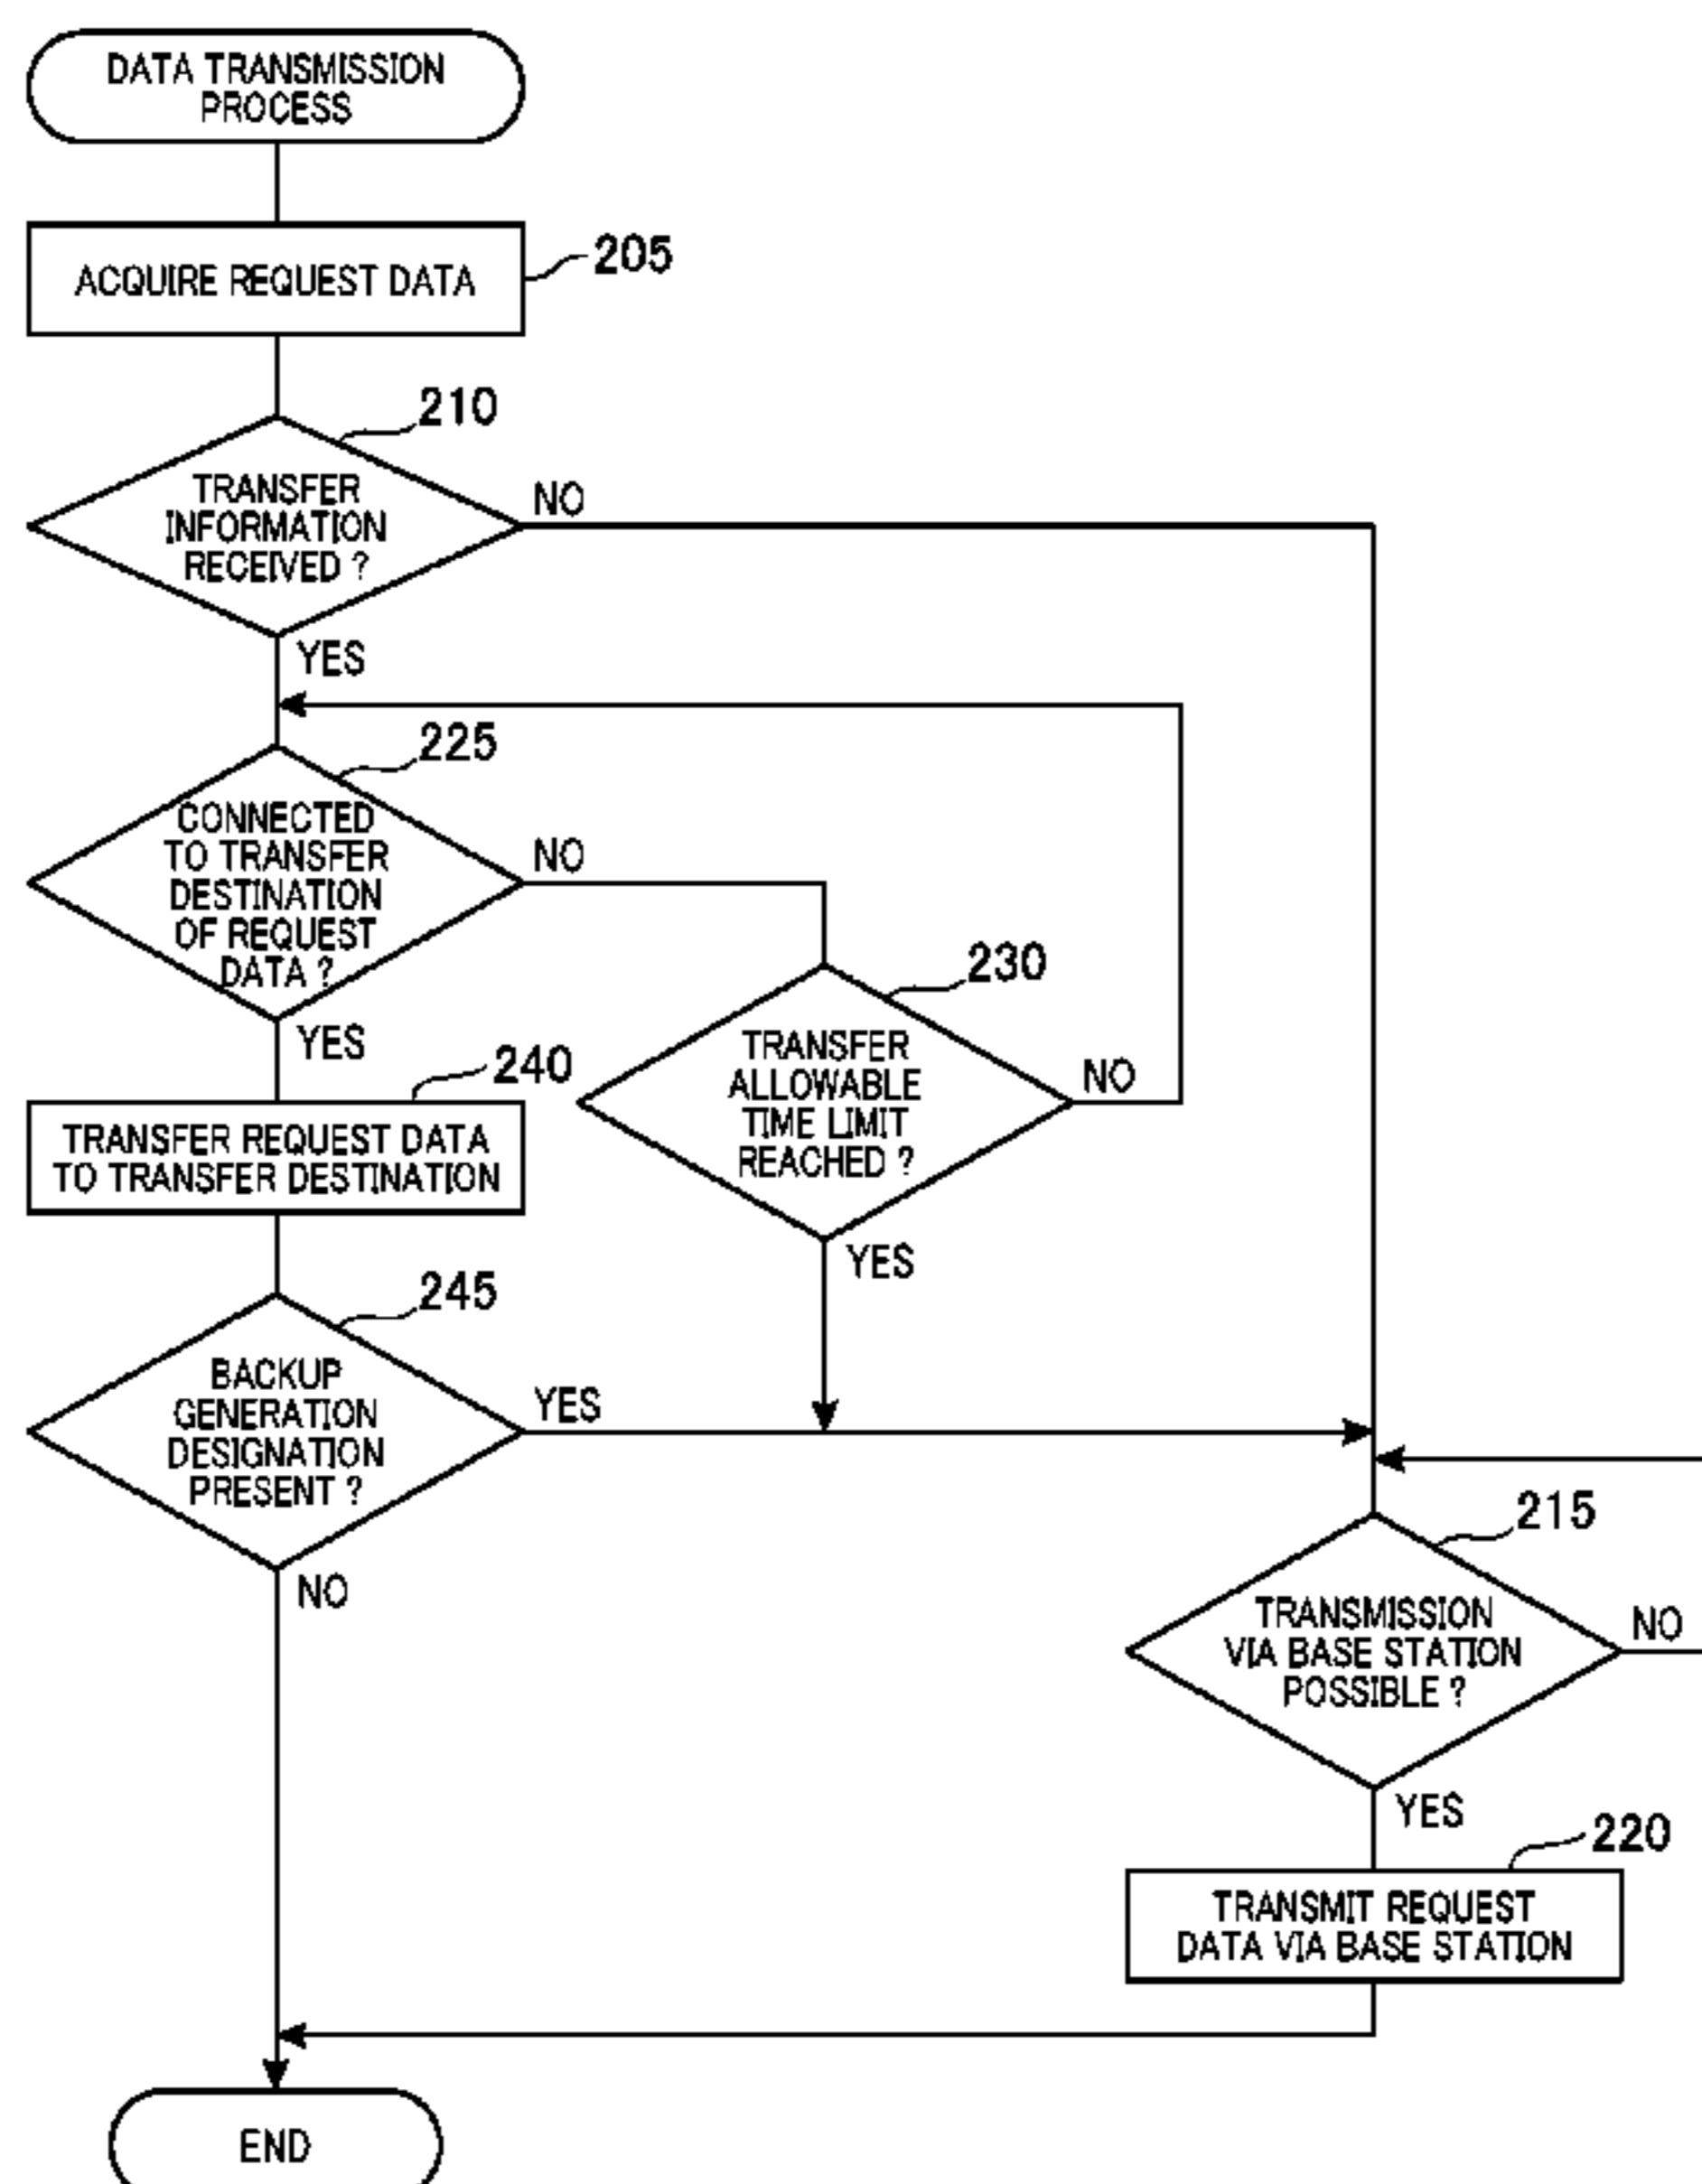 DATA TRANSMISSION
PROCESS
ACQUIRE REQUEST DATA
205
210
TRANSFER
INFORMATION
RECEIVED ?
NO
YES
225
CONNECTED
TO TRANSFER
DESTINATION
OF REQUEST
DATA ?
NO
YES
230
TRANSFER
ALLOWABLE
TIME LIMIT
REACHED ?
NO
YES
240
TRANSFER REQUEST DATA
TO TRANSFER DESTINATION
245
BACKUP
GENERATION
DESIGNATION
PRESENT ?
YES
NO
215
TRANSMISSION
VIA BASE STATION
POSSIBLE ?
NO
YES
220
TRANSMIT REQUEST
DATA VIA BASE STATION
END